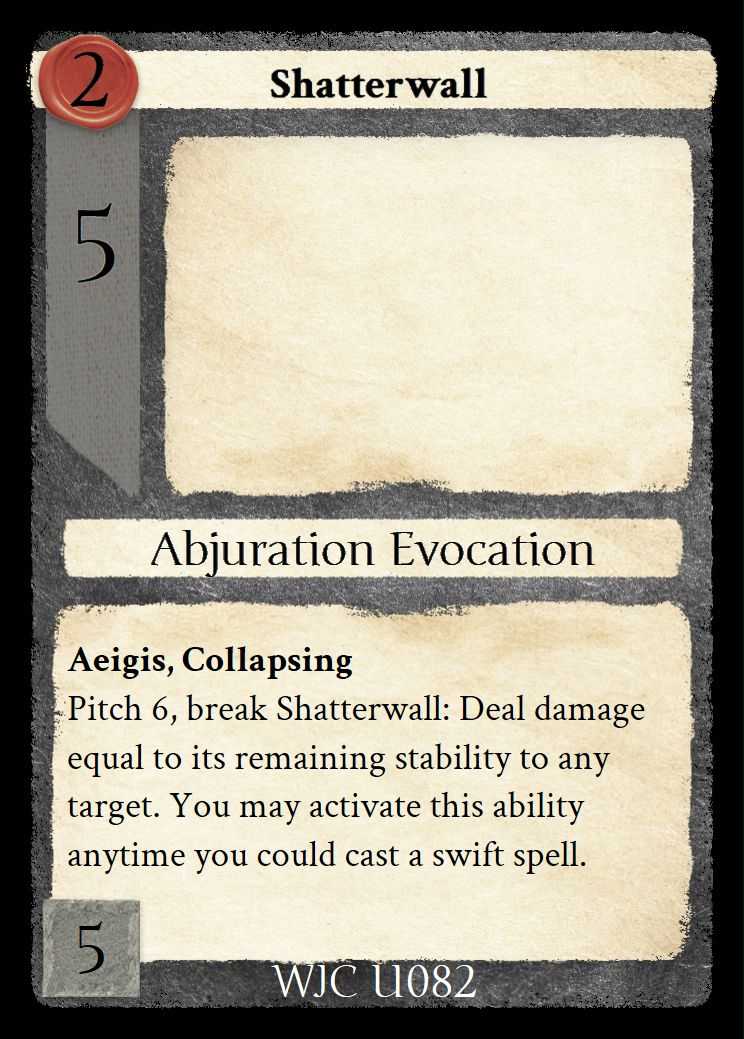 2
Shatterwall
5
Abjuration Evocation
Aeigis, Collapsing
Pitch 6, break Shatterwall: Deal damage
equal to its remaining stability to any
target. You may activate this ability
anytime you could cast a swift spell.
5
WJC U082